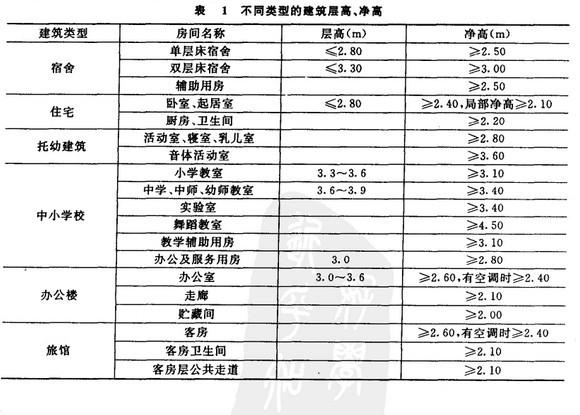 表 1 不同类型的建筑层高、净高
建筑类型 房间名称 层高(m) 净高(m)
宿舍 单层床宿舍 ≤2.80 ≥2.50
双层床宿舍 ≤3.30 ≥3.00
辅助用房 ≥2.50
住宅 卧室、起居室 ≤2.80 ≥2.40,局部净高≥2.10
厨房、卫生间 ≥2.20
托幼建筑 活动室、寝室、乳儿室 ≥2.80
音体活动室 ≥3.60
中小学校 小学教室 3.3~3.6 ≥3.10
中学、中师、幼师教室 3.6~3.9 ≥3.40
实验室 ≥3.40
舞蹈教室 ≥4.50
教学辅助用房 ≥3.10
办公及服务用房 3.0 ≥2.80
办公楼 办公室 3.0~3.6 ≥2.60,有空调时≥2.40
走廊 ≥2.10
贮藏间 ≥2.00
旅馆 客房 ≥2.60,有空调时≥2.40
客房卫生间 ≥2.10
客房层公共走道 ≥2.10